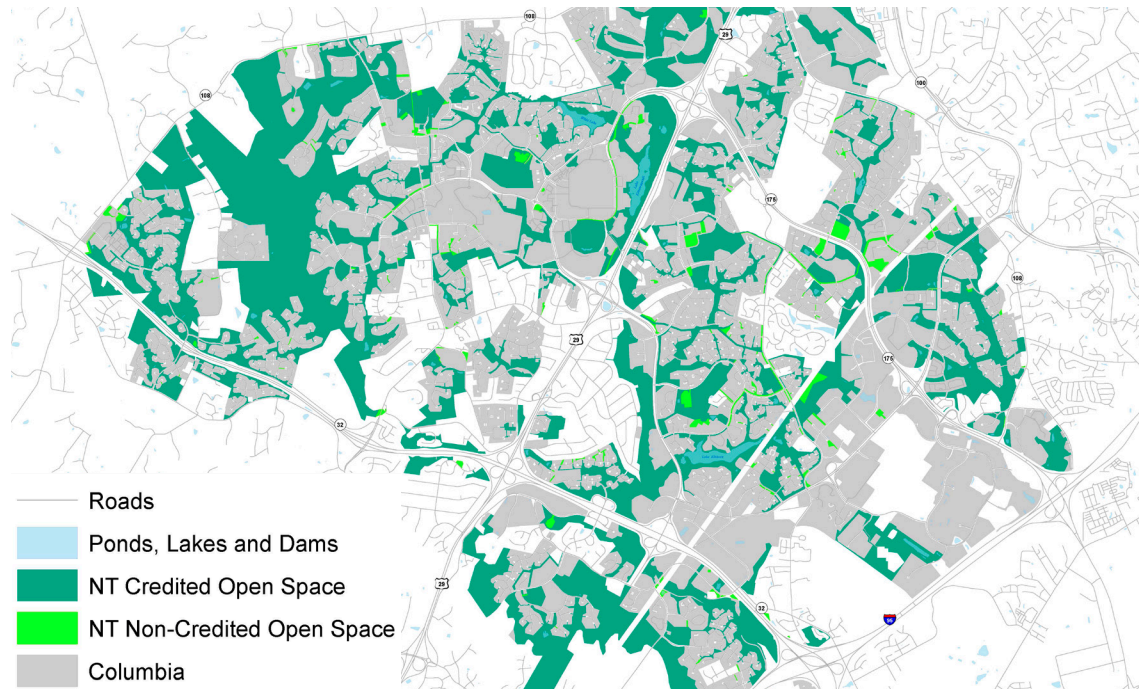 108
29
108
100
175
108
29
175
32
Roads
Ponds, Lakes and Dams
NT Credited Open Space
29
NT Non-Credited Open Space
32
95
Columbia